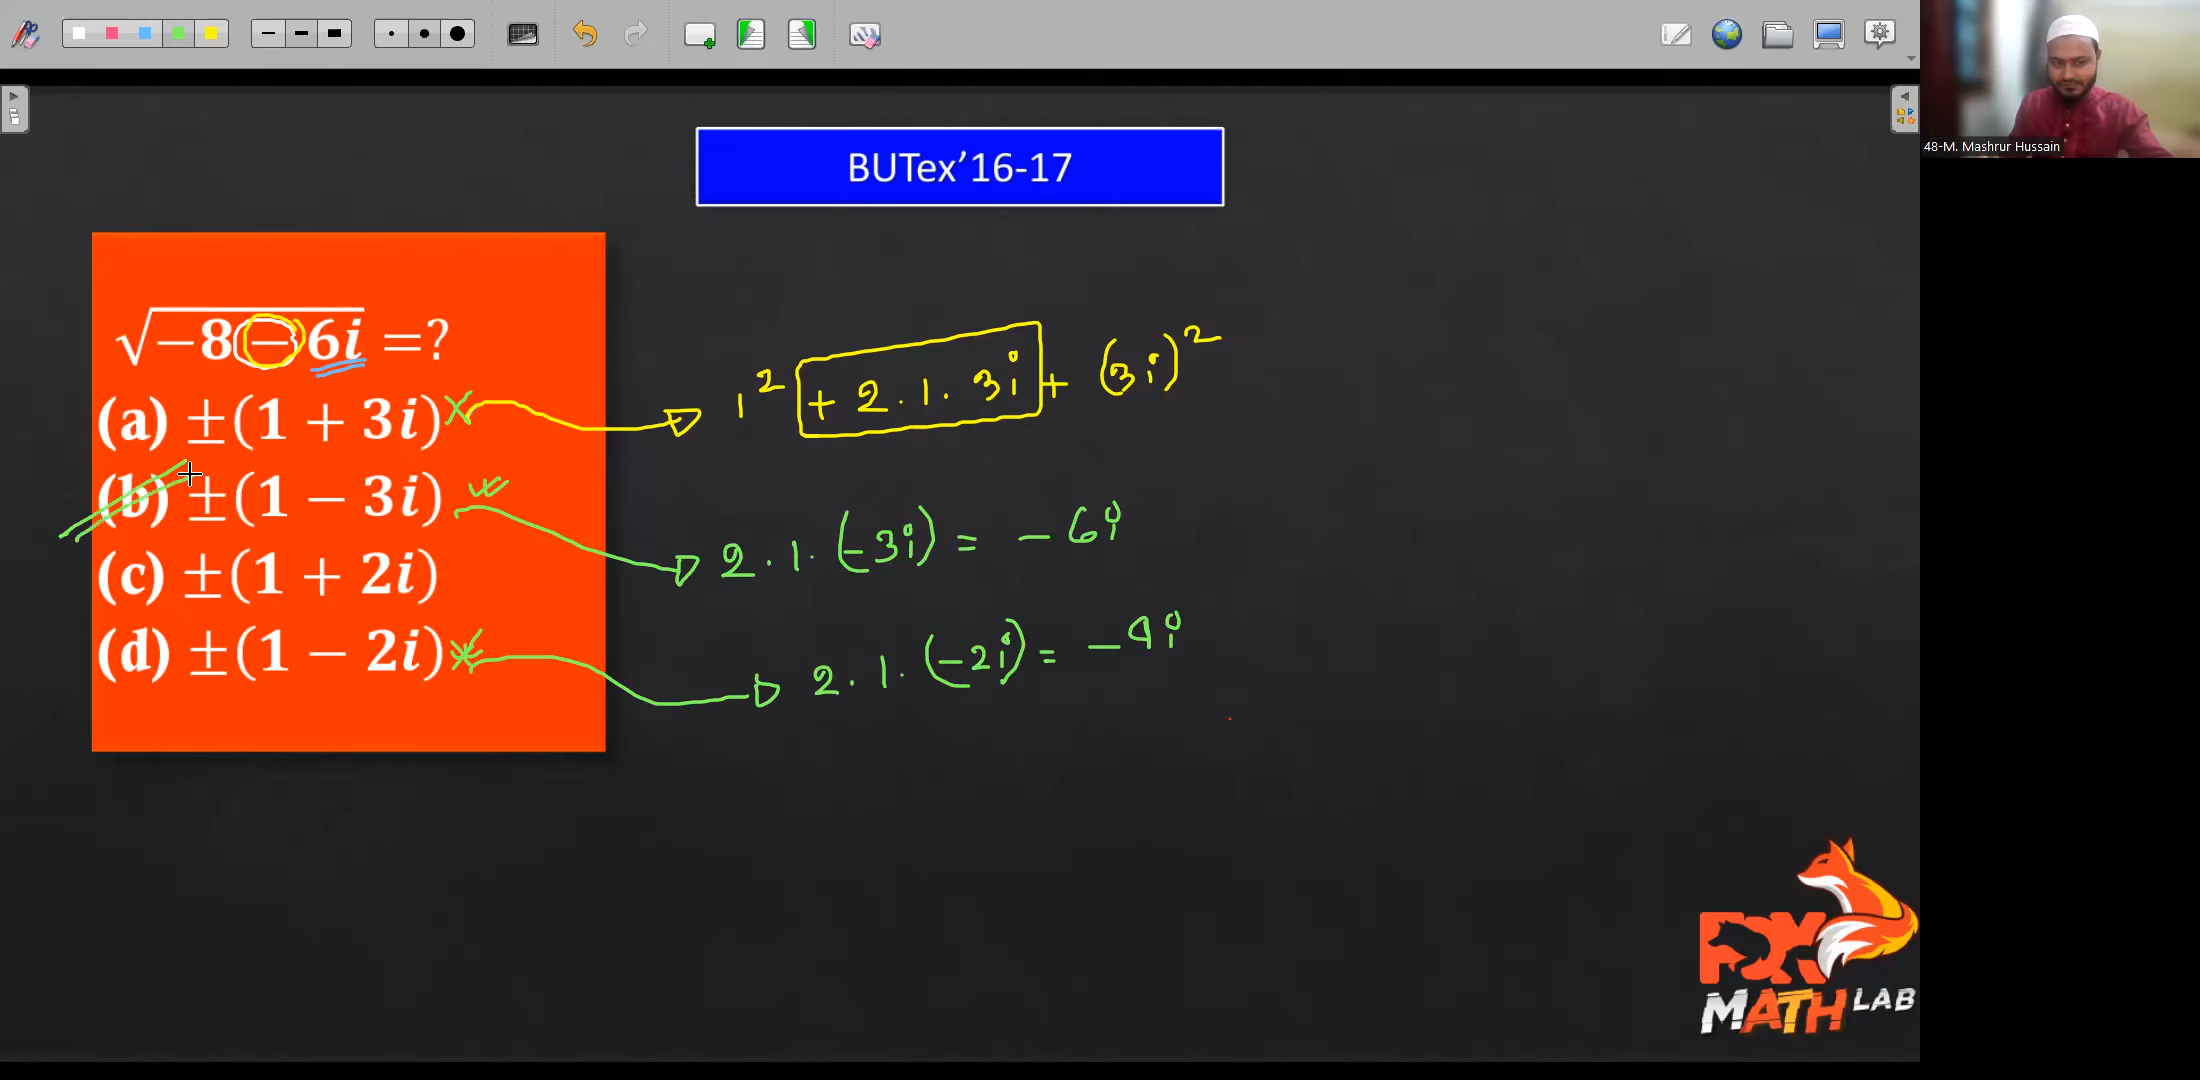 48-M. Mashrur Hussain
BUTex’16-17
√−8 − 6i =?
(a) ±(1 + 3i)
(b) ±(1 − 3i)
(c) ±(1 + 2i)
(d) ±(1 − 2i)
1² + 2 . 1 . 3i + (3i)²
2 . 1 . (−3i) = − 6i
2 . 1 . (−2i) = − 4i
FOX
MATH LAB